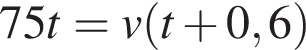 75t = v(t + 0,6)